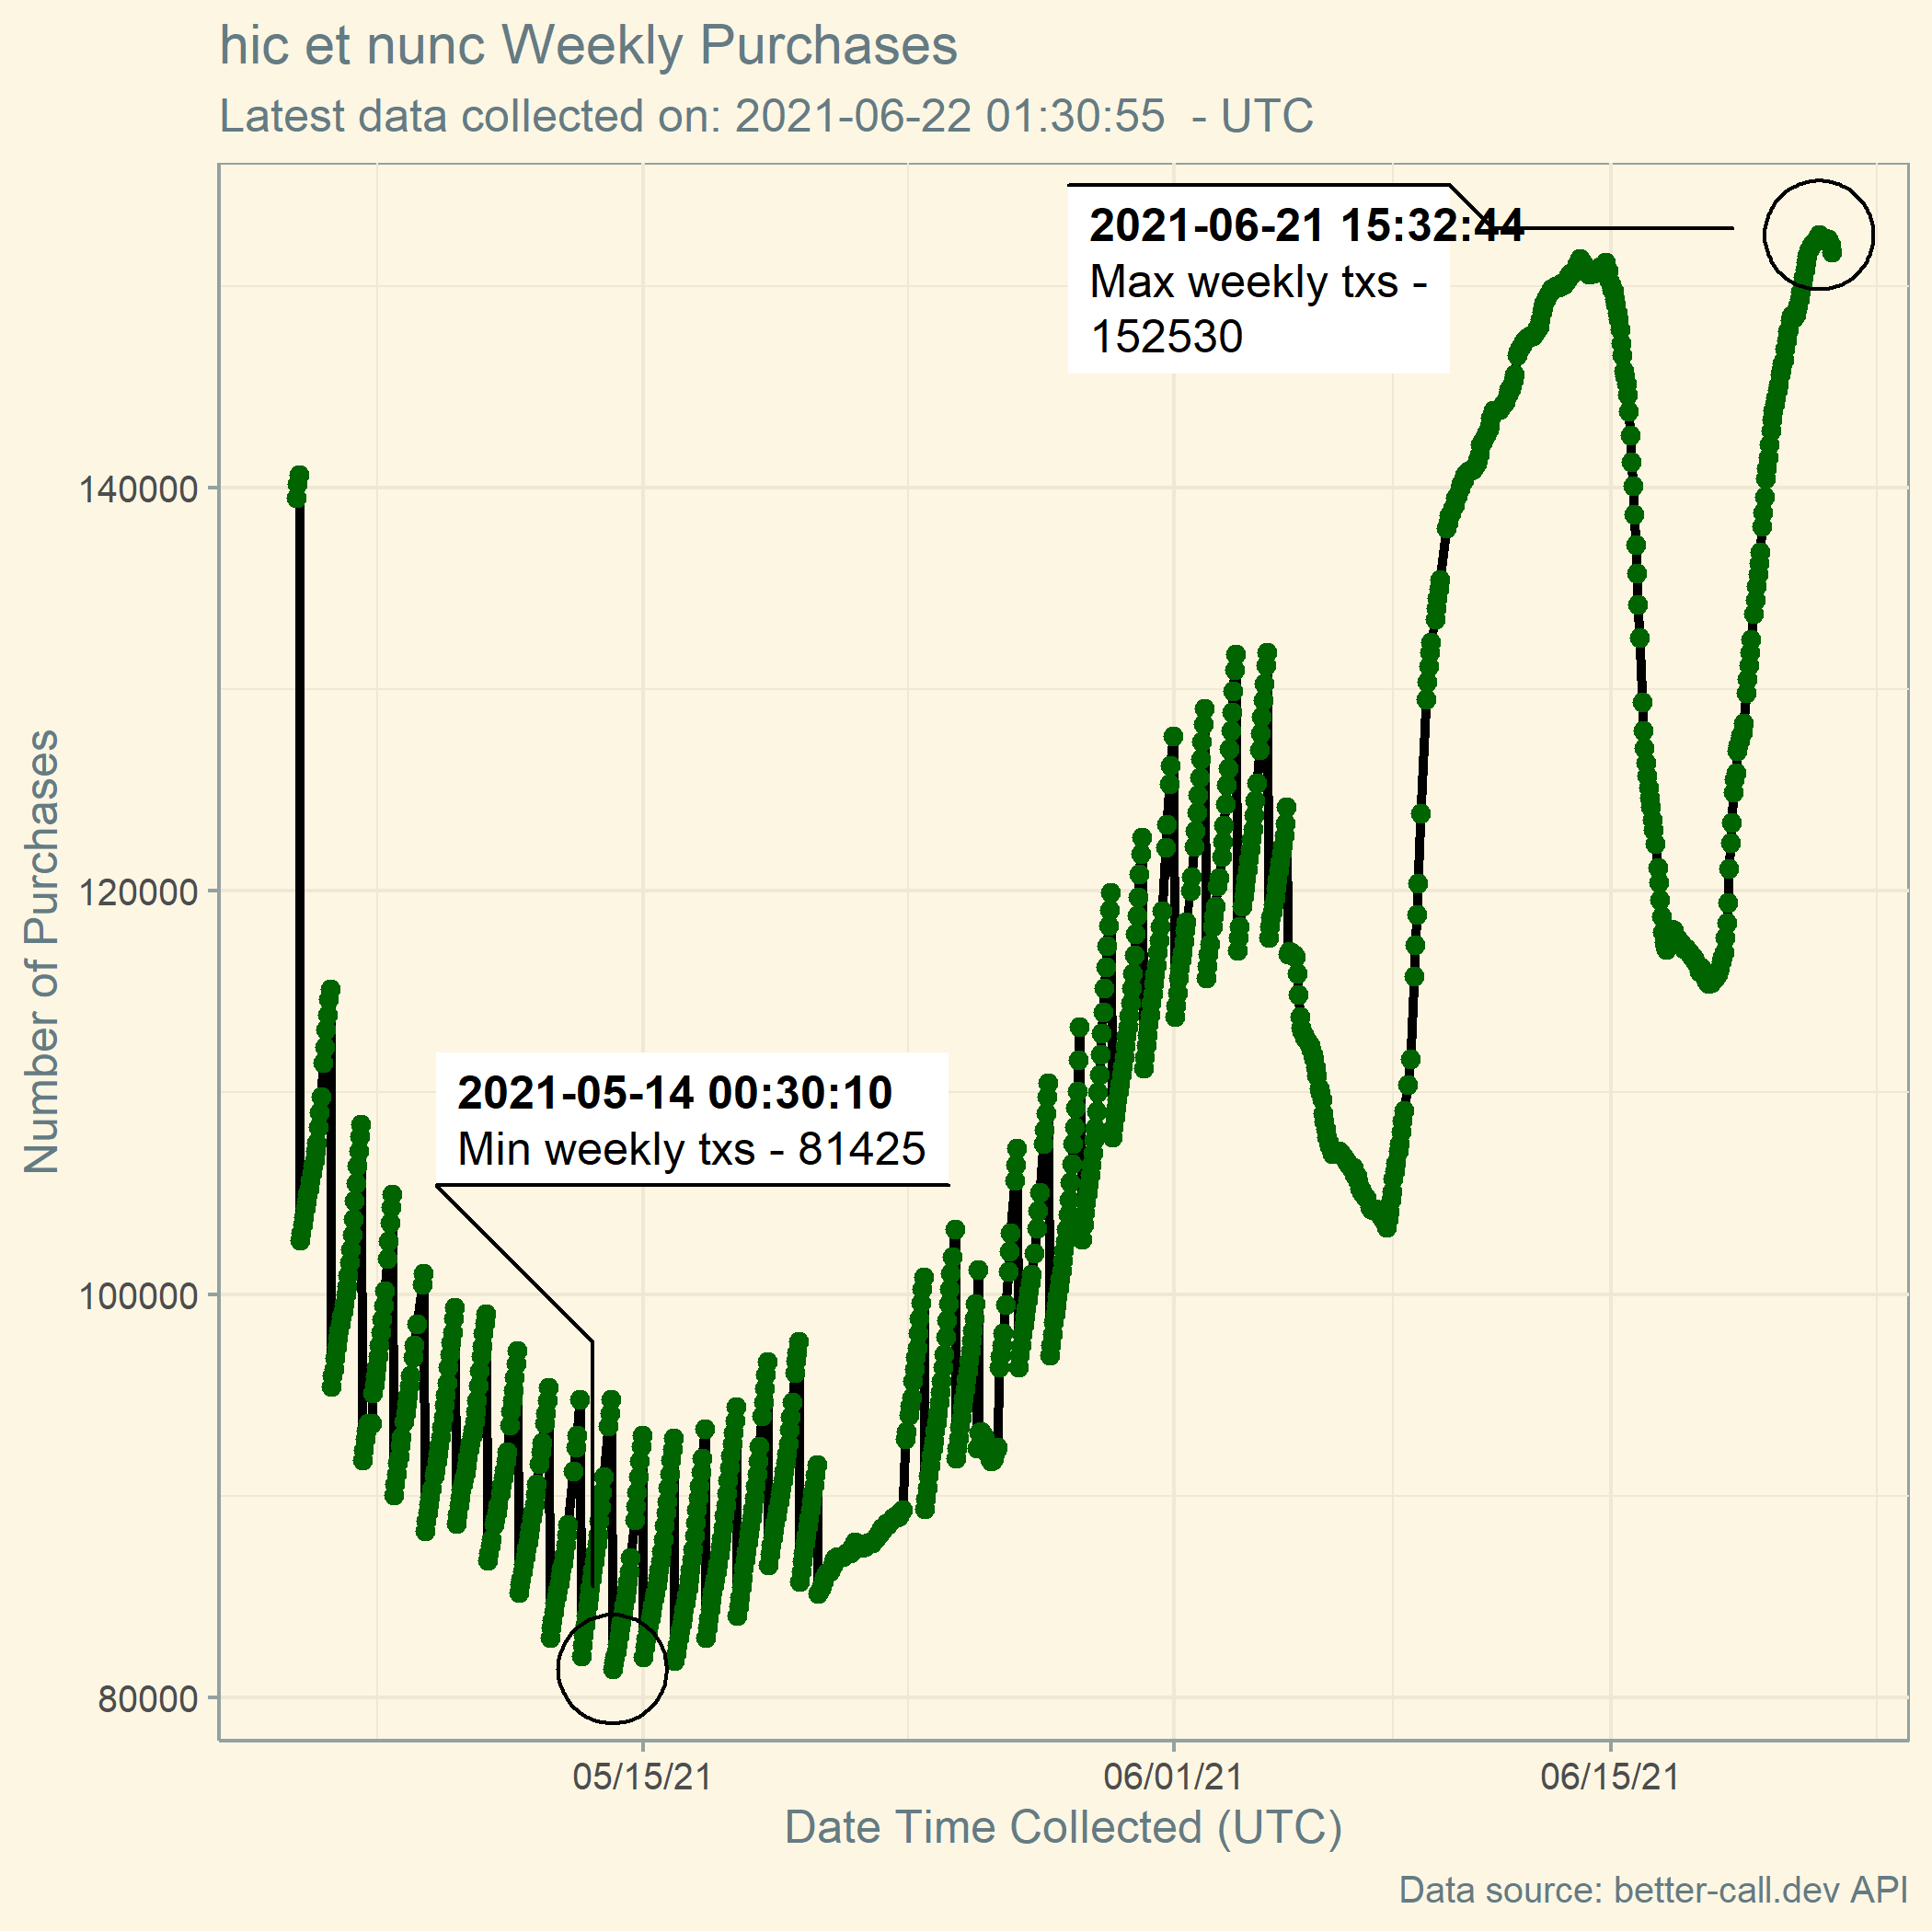 hic et nunc Weekly Purchases
Latest data collected on: 2021-06-22 01:30:55  - UTC
2021-06-21 15:32:44
Max weekly txs -
152530
140000
120000
100000
80000
Number of Purchases
2021-05-14 00:30:10
Min weekly txs - 81425
05/15/21
06/01/21
06/15/21
Date Time Collected (UTC)
Data source: better-call.dev API